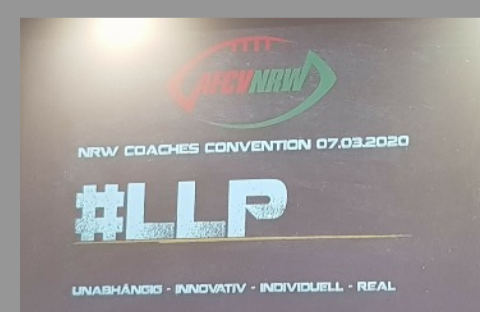 AFCVNRW
NRW COACHES CONVENTION 07.03.2020
#LLP
UNABHÄNGIG - INNOVATIV - INDIVIDUELL - REAL